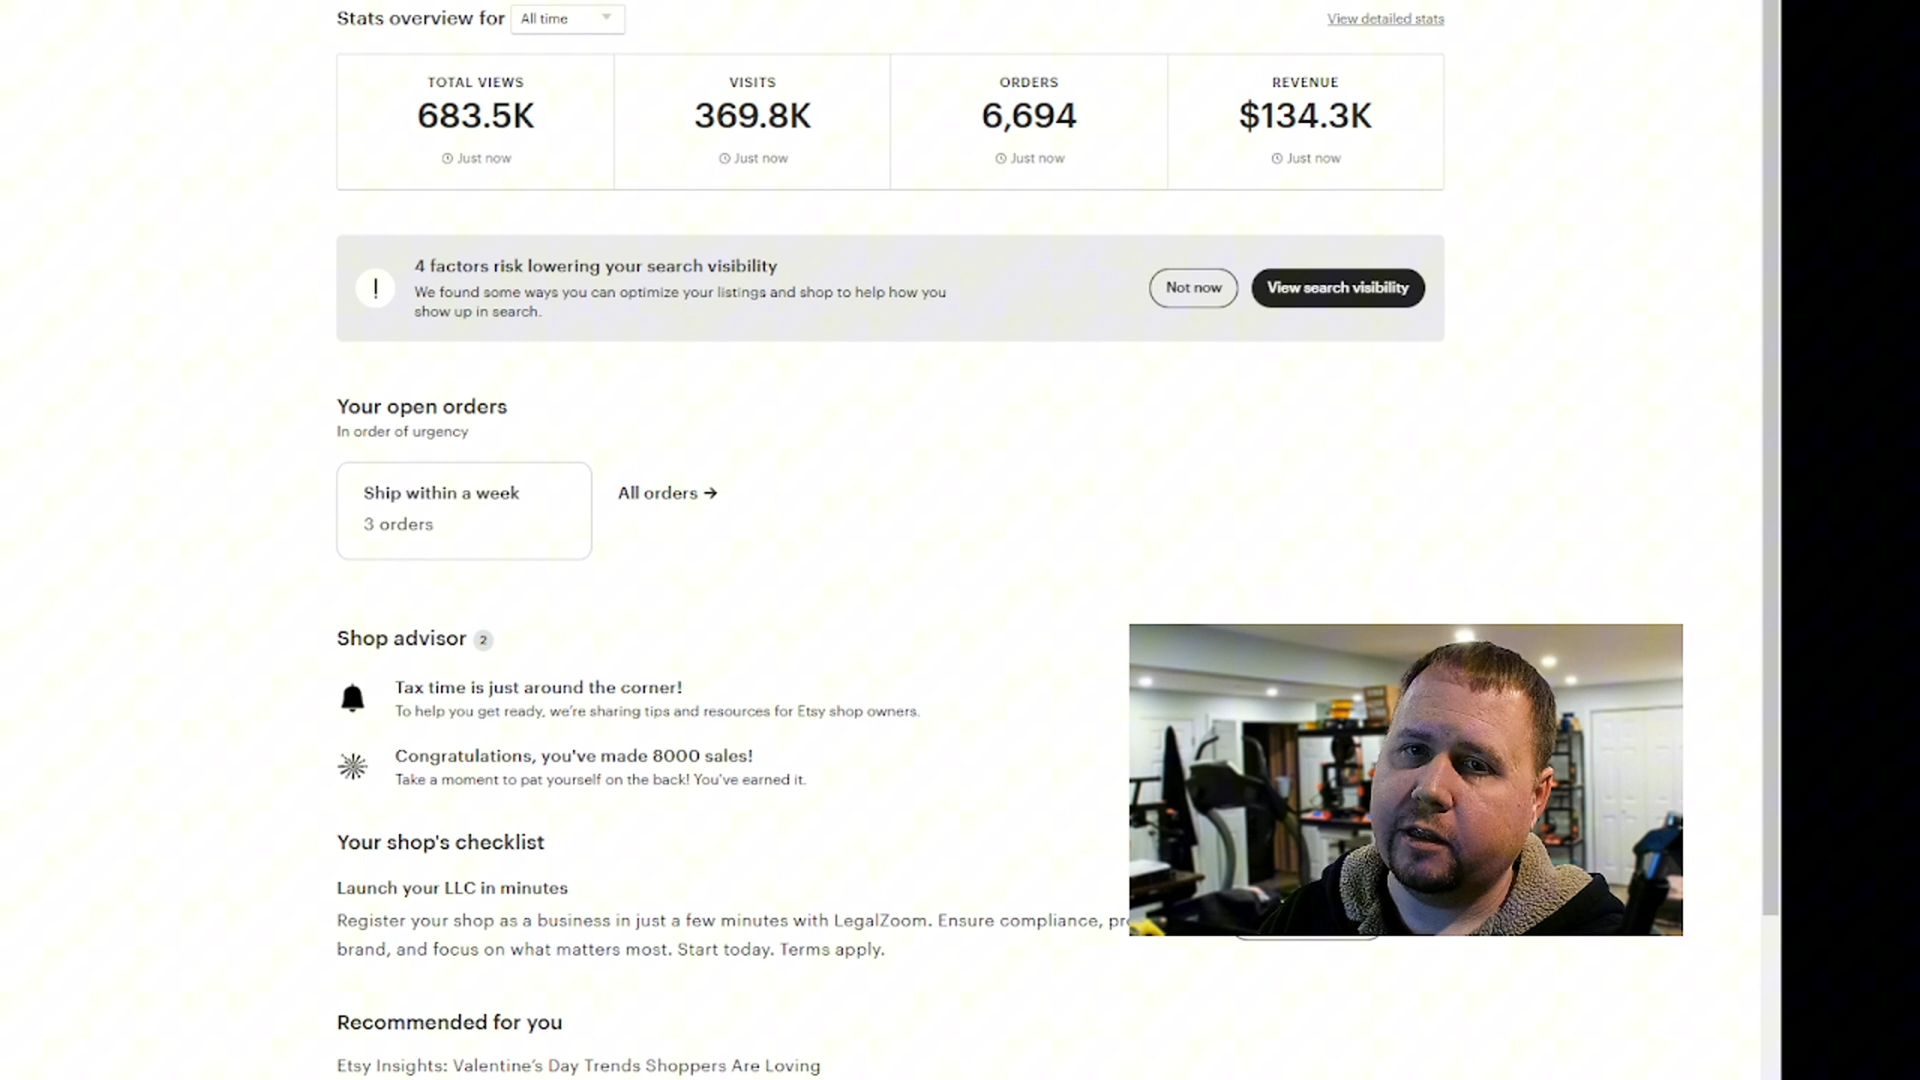 Stats overview for All time View detailed stats
TOTAL VIEWS VISITS ORDERS REVENUE
683.5K 369.8K 6,694 $134.3K
Just now Just now Just now Just now
!
4 factors risk lowering your search visibility
We found some ways you can optimize your listings and shop to help how you
show up in search.
Not now View search visibility
Your open orders
In order of urgency
Ship within a week
3 orders
All orders →
Shop advisor 2
Tax time is just around the corner!
To help you get ready, we're sharing tips and resources for Etsy shop owners.
Congratulations, you've made 8000 sales!
Take a moment to pat yourself on the back! You've earned it.
Your shop's checklist
Launch your LLC in minutes
Register your shop as a business in just a few minutes with LegalZoom. Ensure compliance,
brand, and focus on what matters most. Start today. Terms apply.
Recommended for you
Etsy Insights: Valentine's Day Trends Shoppers Are Loving